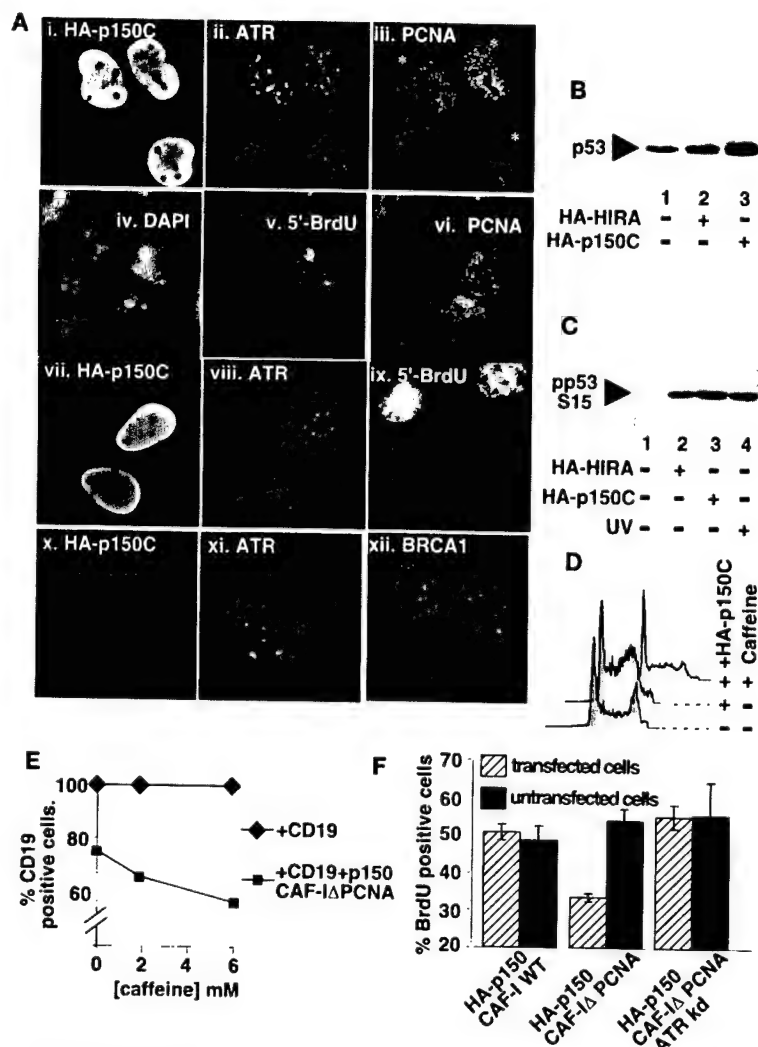 A
i. HA-p150C
ii. ATR
iii. PCNA
*
*
*
iv. DAPI
v. 5'-BrdU
vi. PCNA
vii. HA-p150C
viii. ATR
ix. 5'-BrdU
x. HA-p150C
xi. ATR
xii. BRCA1
B
p53
1 2 3
HA-HIRA - + -
HA-p150C - - +
C
pp53
S15
1 2 3 4
HA-HIRA - + - -
HA-p150C - - + -
UV - - - +
D
+HA-p150C
Caffeine
+ +
+ -
- -
E
% CD19
positive cells.
100
80
60
0 2 4 6
[caffeine] mM
+CD19
+CD19+p150
CAF-IΔPCNA
F
% BrdU positive cells
70
60
50
40
30
20
transfected cells
untransfected cells
HA-p150
CAF-I WT
HA-p150
CAF-IΔ PCNA
HA-p150
CAF-IΔ PCNA
ATR kd